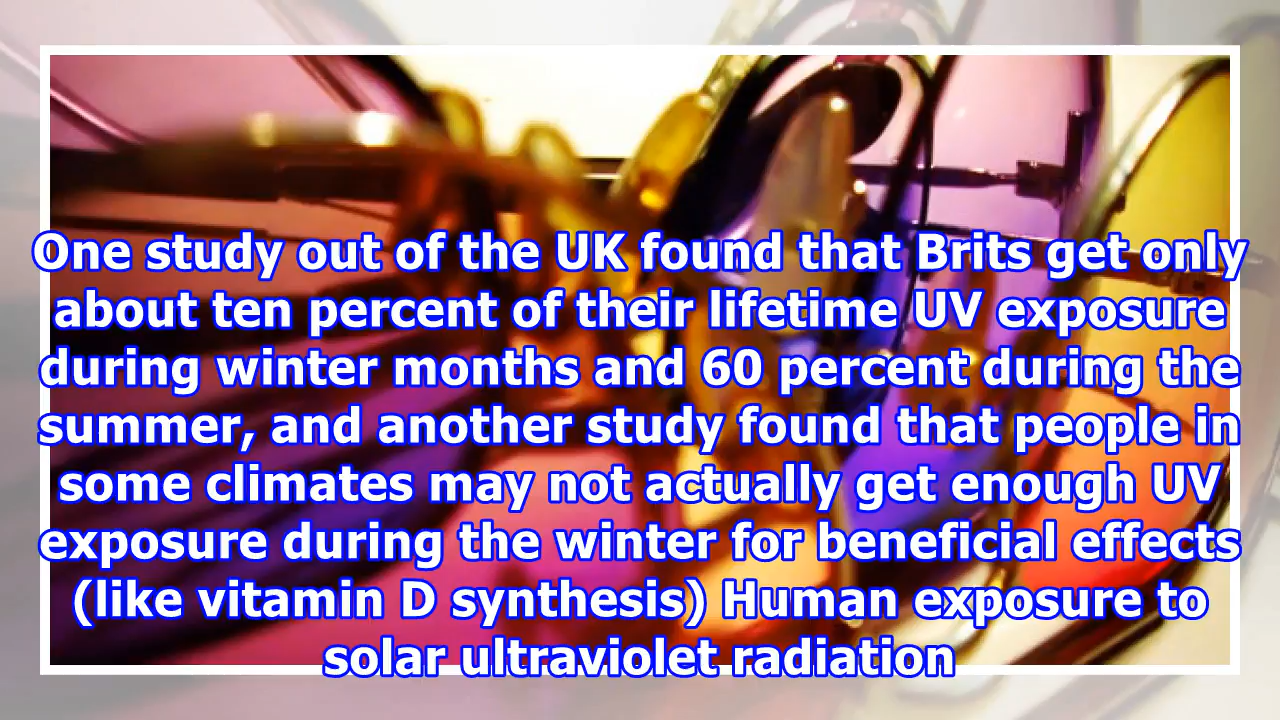 One study out of the UK found that Brits get only
about ten percent of their lifetime UV exposure
during winter months and 60 percent during the
summer, and another study found that people in
some climates may not actually get enough UV
exposure during the winter for beneficial effects
(like vitamin D synthesis) Human exposure to
solar ultraviolet radiation